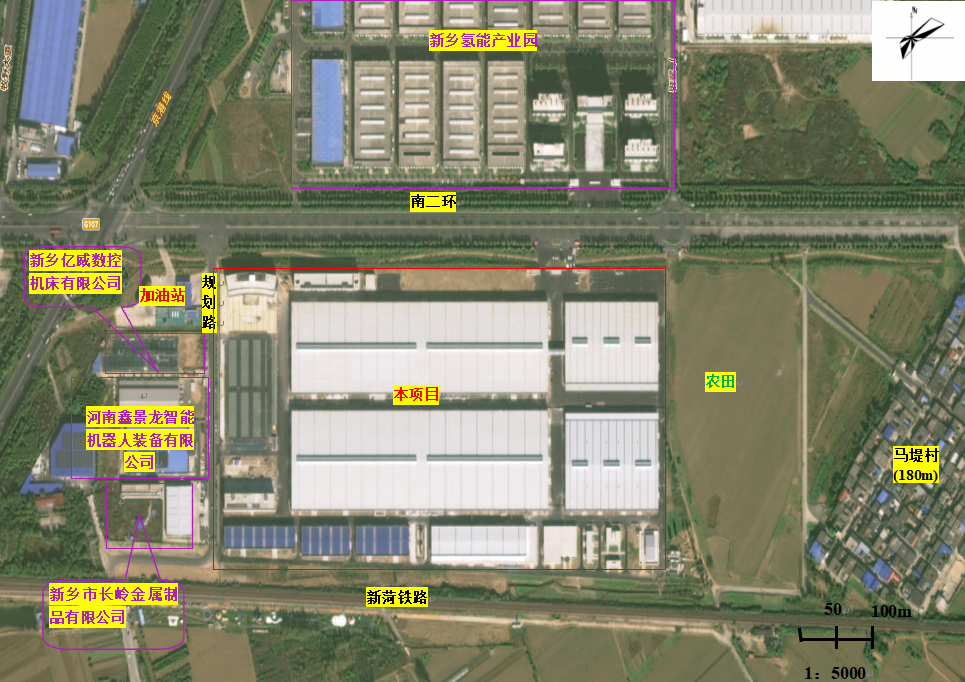 新乡氢能产业园
京港线
N
南二环
G107
新乡亿威数控
机床有限公司
加油站
规
划
路
本项目
农田
河南鑫景龙智能
机器人装备有限
公司
马堤村
(180m)
新乡市长岭金属制
品有限公司
新菏铁路
50 100m
1：5000